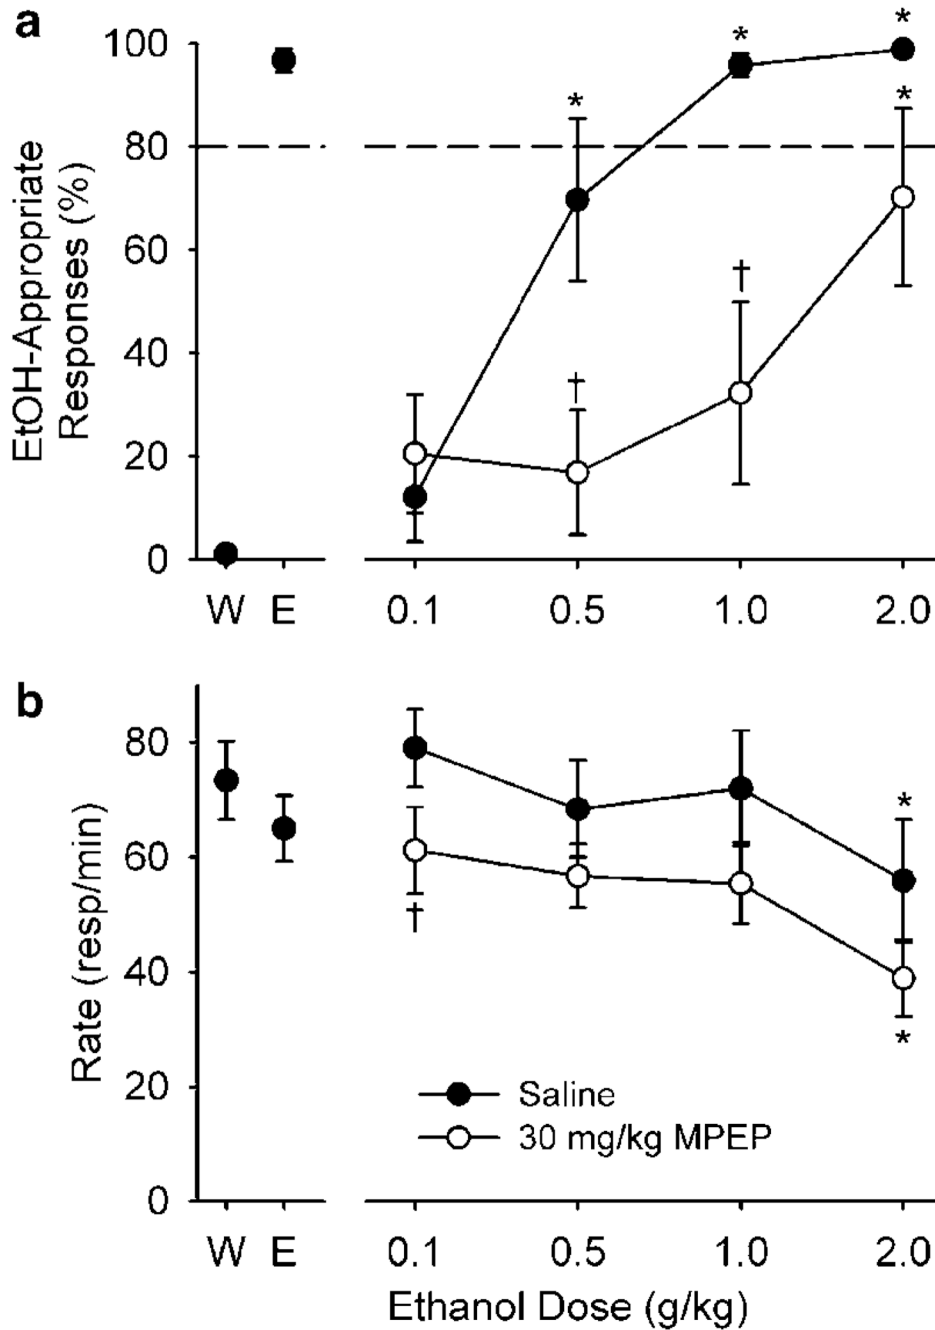 a
EtOH-Appropriate
Responses (%)
100
80
60
40
20
0
*
*
*
*
†
†
W E 0.1 0.5 1.0 2.0
b
Rate (resp/min)
80
60
40
20
0
*
†
*
Saline
30 mg/kg MPEP
W E 0.1 0.5 1.0 2.0
Ethanol Dose (g/kg)